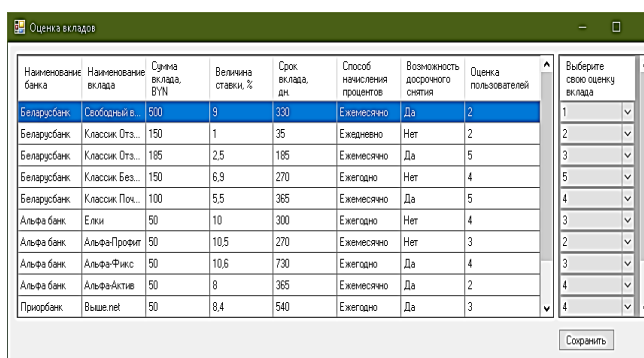 Оценка вкладов
Наименование банка Наименование вклада Сумма вклада, BYN Величина ставки, % Срок вклада, дн. Способ начисления процентов Возможность досрочного снятия Оценка пользователей Выберите свою оценку вклада
Беларусбанк Свободный в... 500 9 330 Ежемесячно Да 2 1
Беларусбанк Классик Отз... 150 1 35 Ежедневно Нет 2 2
Беларусбанк Классик Отз... 185 2,5 185 Ежемесячно Да 5 3
Беларусбанк Классик Без... 150 6,9 270 Ежегодно Нет 4 5
Беларусбанк Классик Поч... 100 5,5 365 Ежемесячно Да 5 4
Альфа банк Елки 50 10 300 Ежегодно Нет 4 3
Альфа банк Альфа-Профит 50 10,5 270 Ежемесячно Нет 3 2
Альфа банк Альфа-Фикс 50 10,6 730 Ежегодно Да 4 3
Альфа банк Альфа-Актив 50 8 365 Ежемесячно Да 2 4
Приорбанк Выше.net 50 8,4 540 Ежегодно Да 3 4
Сохранить